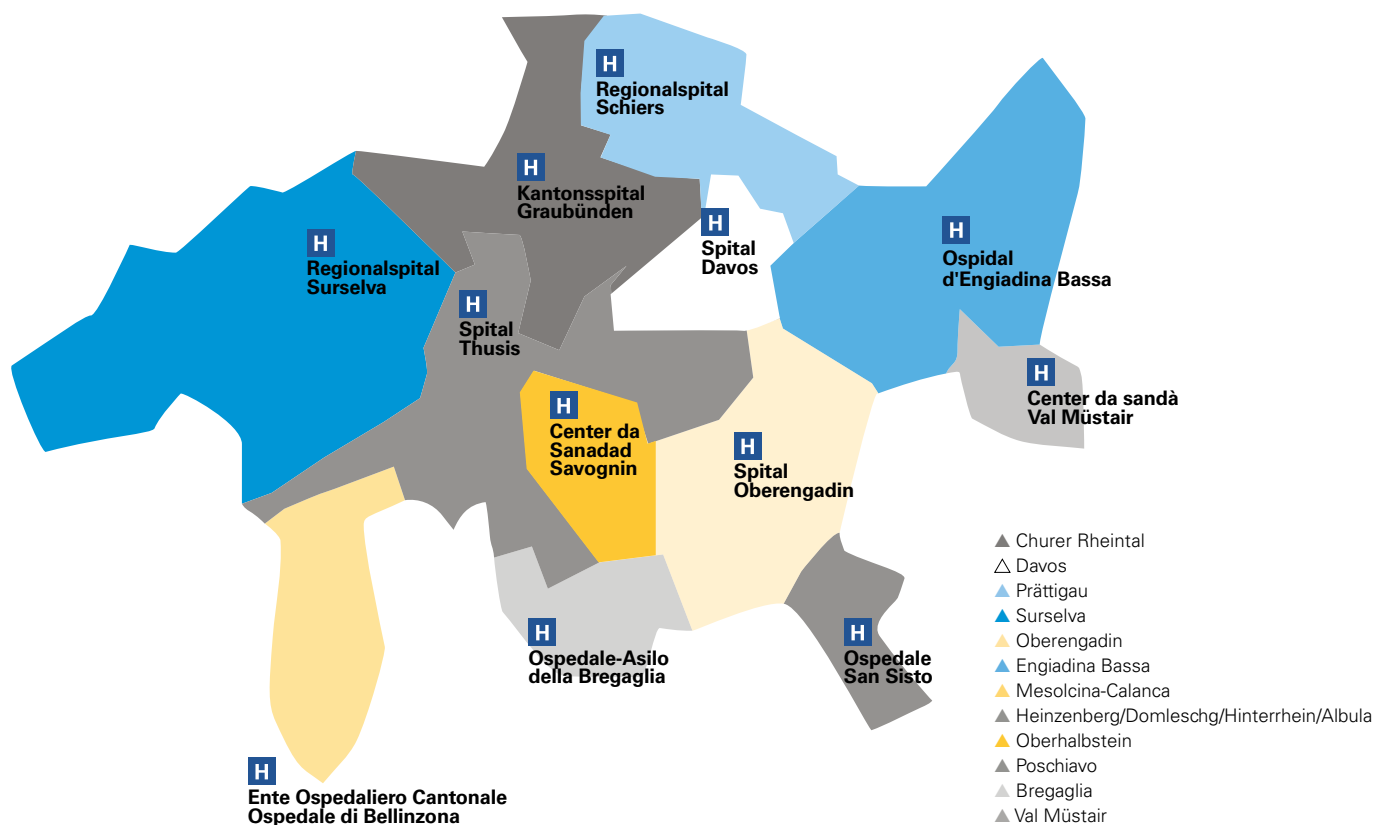 H
Regionalspital
Schiers
H
Kantonsspital
Graubünden
H
Spital
Davos
H
Ospidal
d'Engiadina Bassa
H
Regionalspital
Surselva
H
Spital
Thusis
H
Center da sandà
Val Müstair
H
Center da
Sanadad
Savognin
H
Spital
Oberengadin
H
Ospedale-Asilo
della Bregaglia
H
Ospedale
San Sisto
H
Ente Ospedaliero Cantonale
Ospedale di Bellinzona
Churer Rheintal
Davos
Prättigau
Surselva
Oberengadin
Engiadina Bassa
Mesolcina-Calanca
Heinzenberg/Domleschg/Hinterrhein/Albula
Oberhalbstein
Poschiavo
Bregaglia
Val Müstair